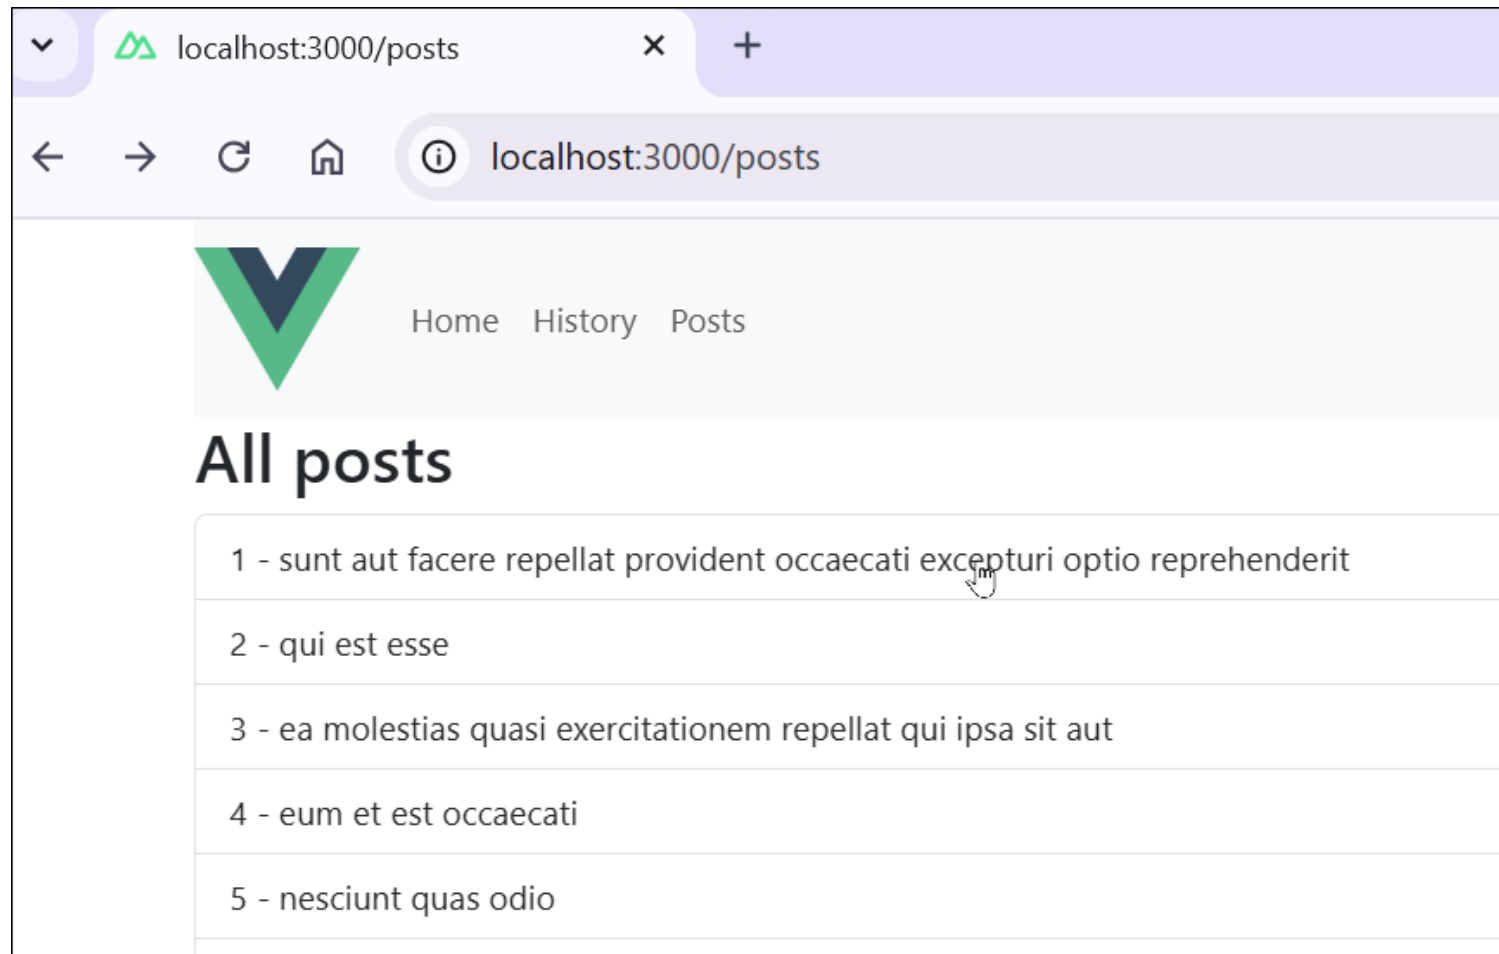 localhost:3000/posts
localhost:3000/posts
Home History Posts
All posts
1 - sunt aut facere repellat provident occaecati excepturi optio reprehenderit
2 - qui est esse
3 - ea molestias quasi exercitationem repellat qui ipsa sit aut
4 - eum et est occaecati
5 - nesciunt quas odio